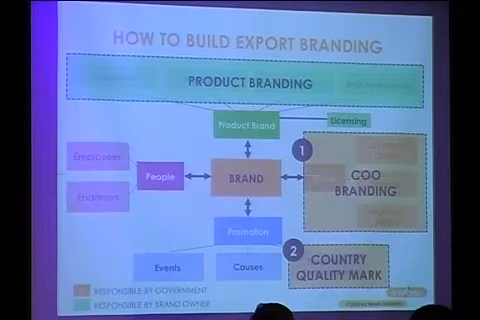 HOW TO BUILD EXPORT BRANDING
PRODUCT BRANDING
Product Brand
Licensing
1
Employees
People
BRAND
COO
BRANDING
Endorsers
Promotion
2
Events
Causes
COUNTRY
QUALITY MARK
RESPONSIBLE BY GOVERNMENT
RESPONSIBLE BY BRAND OWNER